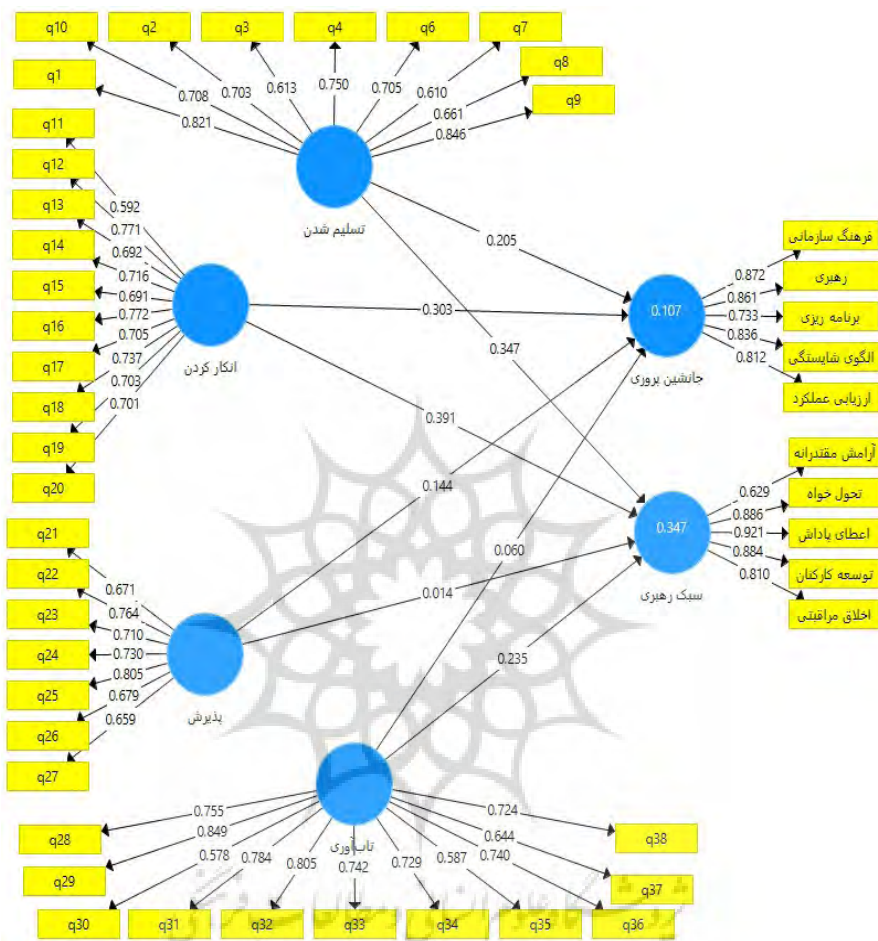 q10
q2
q3
q4
q6
q7
q8
q9
q1
0.708
0.703
0.613
0.750
0.705
0.610
0.661
0.846
0.821
تسلیم شدن
q11
q12
q13
q14
q15
q16
q17
q18
q19
q20
0.592
0.771
0.692
0.716
0.691
0.772
0.705
0.737
0.703
0.701
انکار کردن
0.205
0.303
0.347
0.391
0.144
0.060
0.014
0.235
0.107
جانشین پروری
0.872
0.861
0.733
0.836
0.812
فرهنگ سازمانی
رهبری
برنامه ریزی
الگوی شایستگی
ارزیابی عملکرد
0.347
سبک رهبری
0.629
0.886
0.921
0.884
0.810
آرامش مقتدرانه
تحول خواه
اعطای پاداش
توسعه کارکنان
اخلاق مراقبتی
q21
q22
q23
q24
q25
q26
q27
0.671
0.764
0.710
0.730
0.805
0.679
0.659
پذیرش
تاب‌آوری
0.755
0.849
0.578
0.784
0.805
0.742
0.729
0.587
0.740
0.644
0.724
q28
q29
q30
q31
q32
q33
q34
q35
q36
q37
q38
پژوهشگاه علوم انسانی و مطالعات فرهنگی